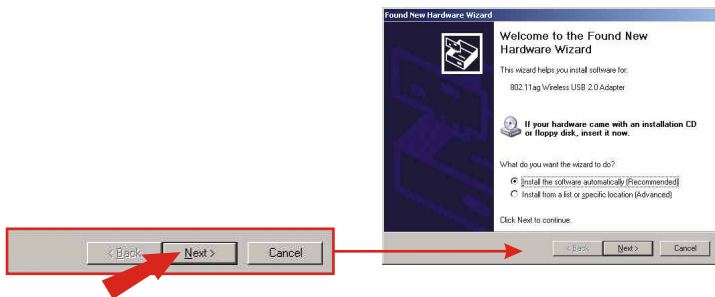 Found New Hardware Wizard
Welcome to the Found New
Hardware Wizard
This wizard helps you install software for:
802.11ag Wireless USB 2.0 Adapter
If your hardware came with an installation CD
or floppy disk, insert it now.
What do you want the wizard to do?
Install the software automatically (Recommended)
Install from a list or specific location (Advanced)
Click Next to continue.
< Back
Next >
Cancel
< Back
Next >
Cancel